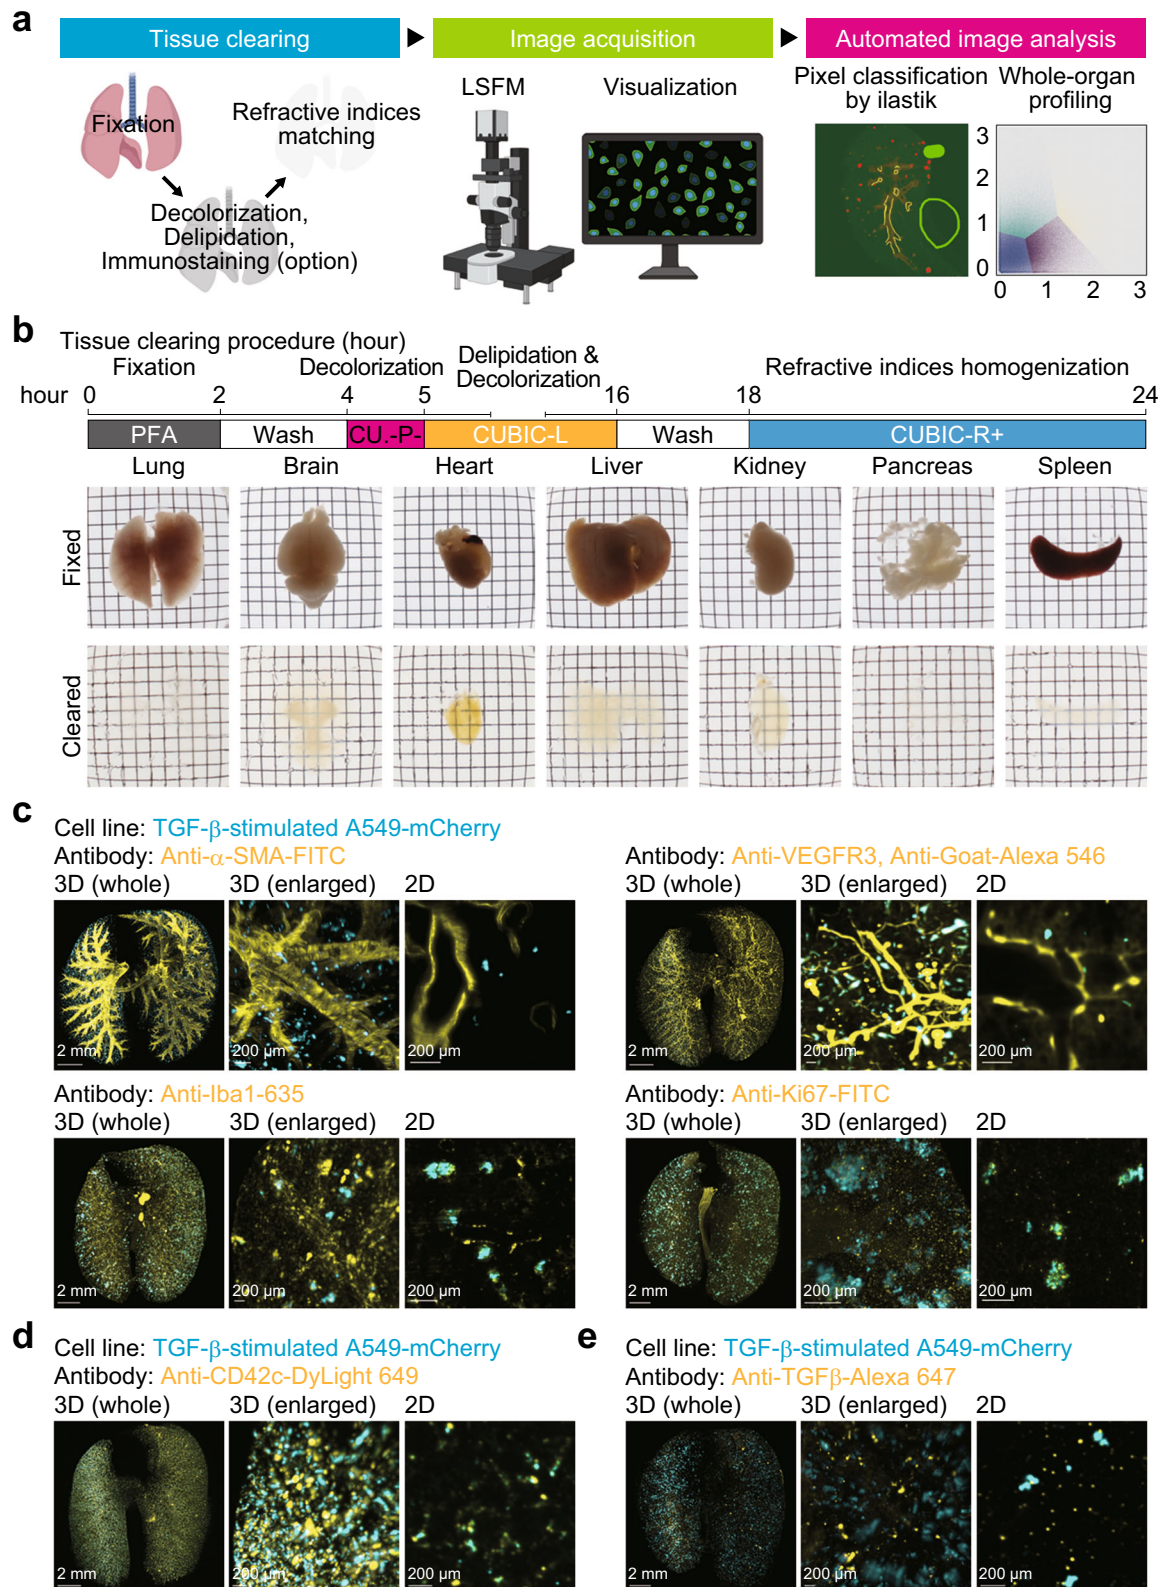 a
Tissue clearing
Image acquisition
Automated image analysis
Fixation
Refractive indices
matching
Decolorization,
Delipidation,
Immunostaining (option)
LSFM
Visualization
Pixel classification
by ilastik
Whole-organ
profiling
3
2
1
0
0 1 2 3
b
Tissue clearing procedure (hour)
Fixation
Decolorization
Delipidation &
Decolorization
Refractive indices homogenization
hour 0 2 4 5 16 18 24
PFA Wash CU.-P- CUBIC-L Wash CUBIC-R+
Lung Brain Heart Liver Kidney Pancreas Spleen
Fixed
Cleared
c
Cell line: TGF-β-stimulated A549-mCherry
Antibody: Anti-α-SMA-FITC
3D (whole) 3D (enlarged) 2D
2 mm 200 µm 200 µm
Antibody: Anti-VEGFR3, Anti-Goat-Alexa 546
3D (whole) 3D (enlarged) 2D
2 mm 200 µm 200 µm
Antibody: Anti-Iba1-635
3D (whole) 3D (enlarged) 2D
2 mm 200 µm 200 µm
Antibody: Anti-Ki67-FITC
3D (whole) 3D (enlarged) 2D
2 mm 200 µm 200 µm
d
Cell line: TGF-β-stimulated A549-mCherry
Antibody: Anti-CD42c-DyLight 649
3D (whole) 3D (enlarged) 2D
2 mm 200 µm 200 µm
e
Cell line: TGF-β-stimulated A549-mCherry
Antibody: Anti-TGFβ-Alexa 647
3D (whole) 3D (enlarged) 2D
2 mm 200 µm 200 µm